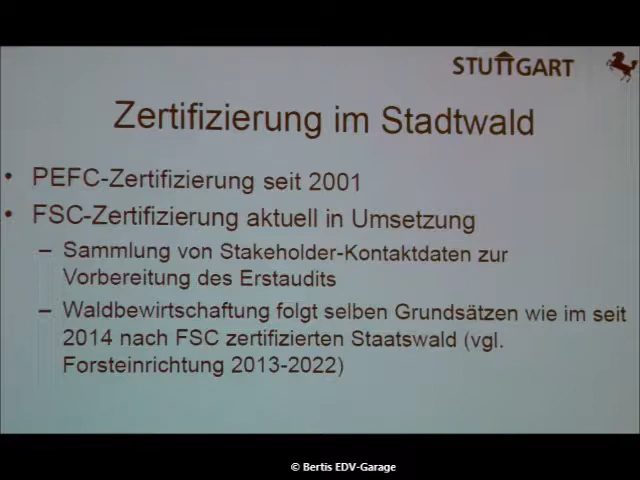 STUTTGART
Zertifizierung im Stadtwald
• PEFC-Zertifizierung seit 2001
• FSC-Zertifizierung aktuell in Umsetzung
– Sammlung von Stakeholder-Kontaktdaten zur
Vorbereitung des Erstaudits
– Waldbewirtschaftung folgt selben Grundsätzen wie im seit
2014 nach FSC zertifizierten Staatswald (vgl.
Forsteinrichtung 2013-2022)
© Bertis EDV-Garage